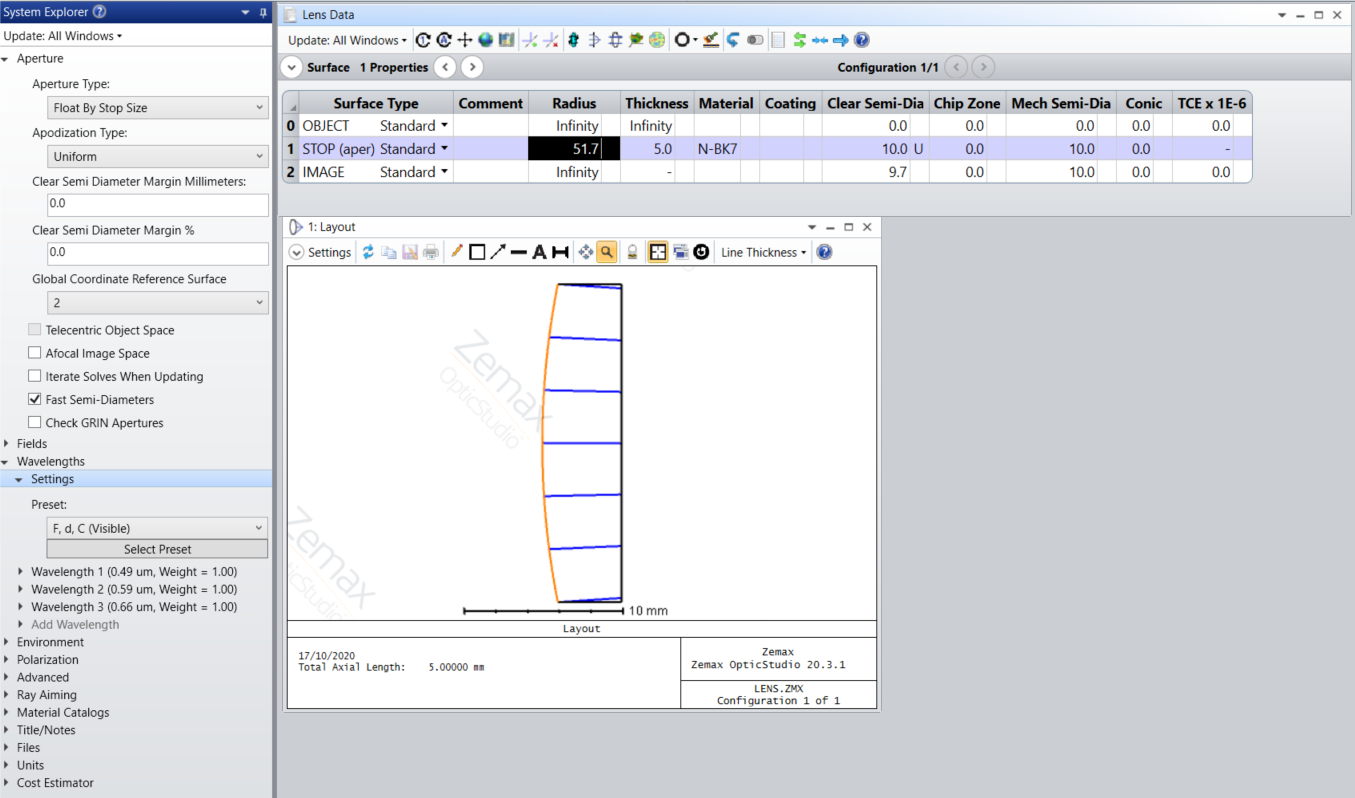 System Explorer ?
Update: All Windows
Aperture
Aperture Type:
Float By Stop Size
Apodization Type:
Uniform
Clear Semi Diameter Margin Millimeters:
0.0
Clear Semi Diameter Margin %
0.0
Global Coordinate Reference Surface
2
Telecentric Object Space
Afocal Image Space
Iterate Solves When Updating
Fast Semi-Diameters
Check GRIN Apertures
Fields
Wavelengths
Settings
Preset:
F, d, C (Visible)
Select Preset
Wavelength 1 (0.49 um, Weight = 1.00)
Wavelength 2 (0.59 um, Weight = 1.00)
Wavelength 3 (0.66 um, Weight = 1.00)
Add Wavelength
Environment
Polarization
Advanced
Ray Aiming
Material Catalogs
Title/Notes
Files
Units
Cost Estimator
Lens Data
Update: All Windows
Surface 1 Properties Configuration 1/1
Surface Type Comment Radius Thickness Material Coating Clear Semi-Dia Chip Zone Mech Semi-Dia Conic TCE x 1E-6
0 OBJECT Standard Infinity Infinity 0.0 0.0 0.0 0.0 0.0
1 STOP (aper) Standard 51.7 5.0 N-BK7 10.0 U 0.0 10.0 0.0 -
2 IMAGE Standard Infinity - 9.7 0.0 10.0 0.0 0.0
1: Layout
Settings A Line Thickness ?
Zemax
OpticStudio
Zemax
ticStudio
10 mm
Layout
17/10/2020
Total Axial Length: 5.00000 mm
Zemax
Zemax OpticStudio 20.3.1
LENS.ZMX
Configuration 1 of 1